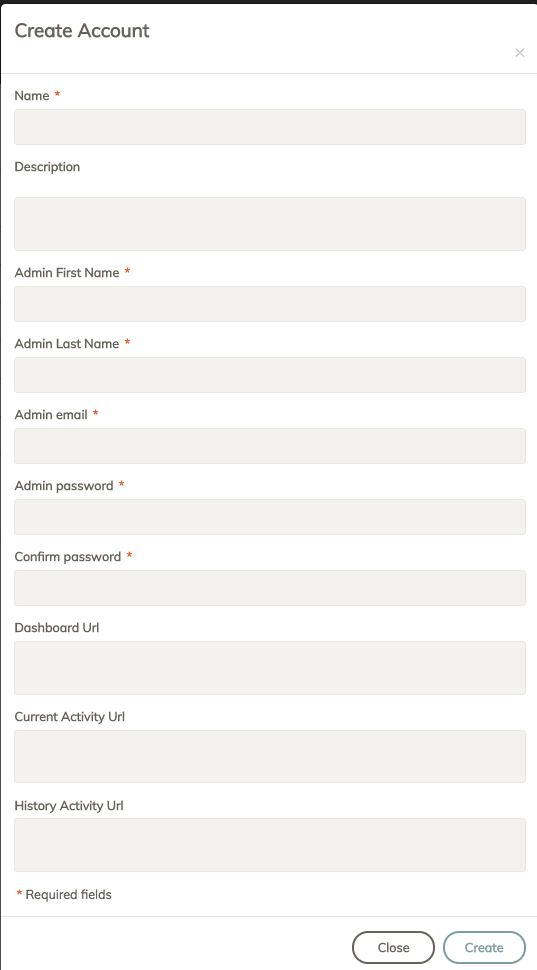 Create Account
×
Name *
Description
Admin First Name *
Admin Last Name *
Admin email *
Admin password *
Confirm password *
Dashboard Url
Current Activity Url
History Activity Url
* Required fields
Close Create